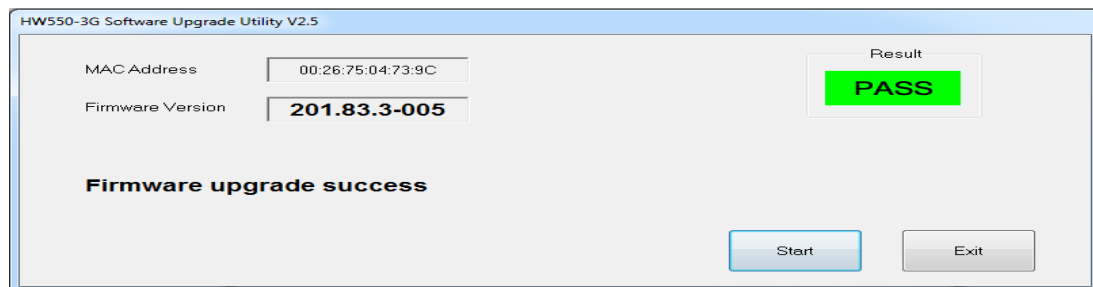 HW550-3G Software Upgrade Utility V2.5
MAC Address 00:26:75:04:73:9C
Result
PASS
Firmware Version 201.83.3-005
Firmware upgrade success
Start Exit